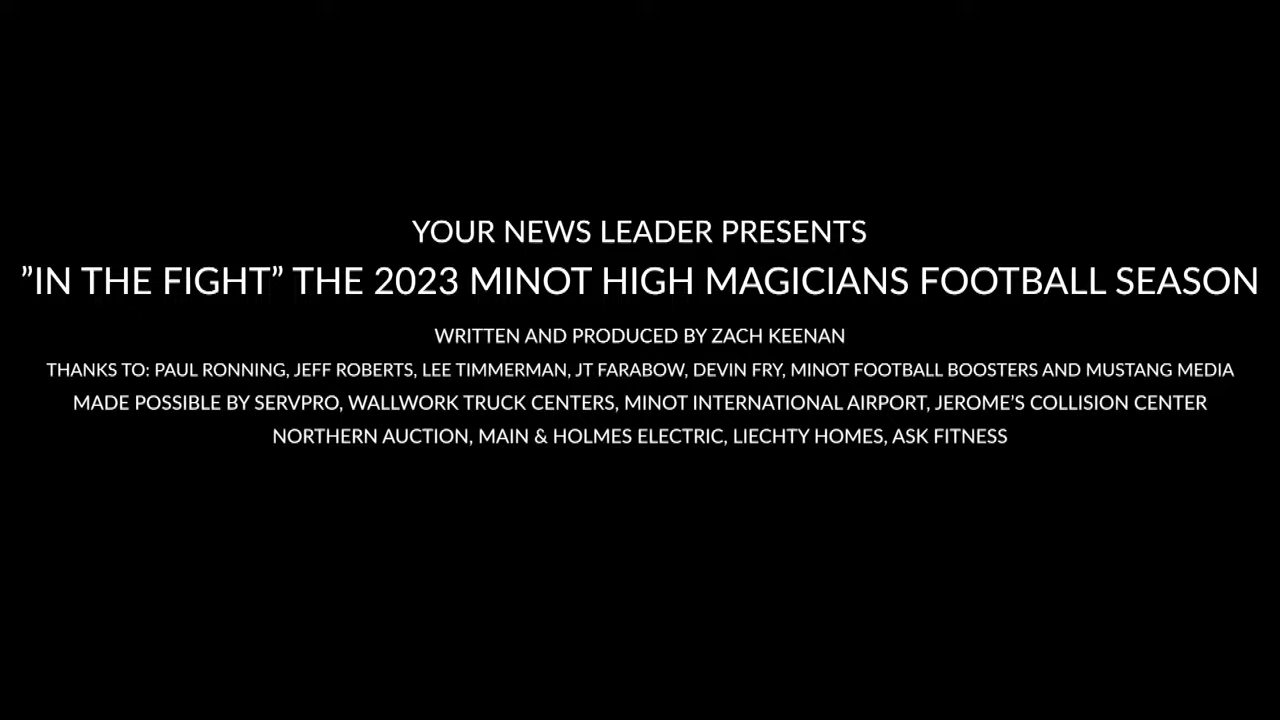 YOUR NEWS LEADER PRESENTS
”IN THE FIGHT” THE 2023 MINOT HIGH MAGICIANS FOOTBALL SEASON
WRITTEN AND PRODUCED BY ZACH KEENAN
THANKS TO: PAUL RONNING, JEFF ROBERTS, LEE TIMMERMAN, JT FARABOW, DEVIN FRY, MINOT FOOTBALL BOOSTERS AND MUSTANG MEDIA
MADE POSSIBLE BY SERVPRO, WALLWORK TRUCK CENTERS, MINOT INTERNATIONAL AIRPORT, JEROME’S COLLISION CENTER
NORTHERN AUCTION, MAIN & HOLMES ELECTRIC, LIECHTY HOMES, ASK FITNESS